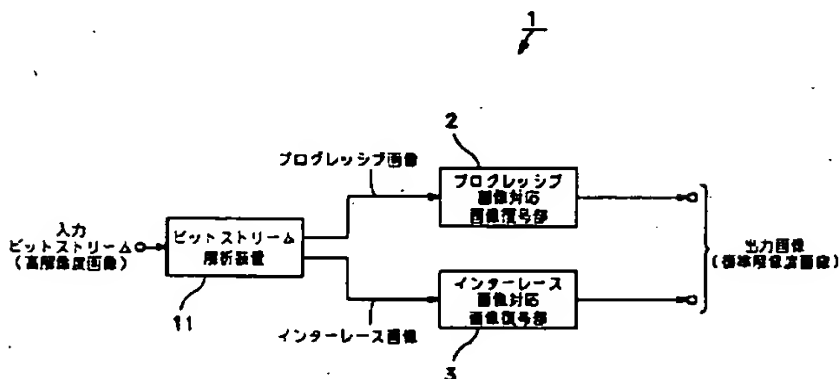 1
プログレッシブ画像
2
プログレッシブ
画像対応
画像復号部
入力
ビットストリーム
(高解像度画像)
ビットストリーム
解析装置
11
出力画像
(標準解像度画像)
インターレース画像
インターレース
画像対応
画像復号部
3